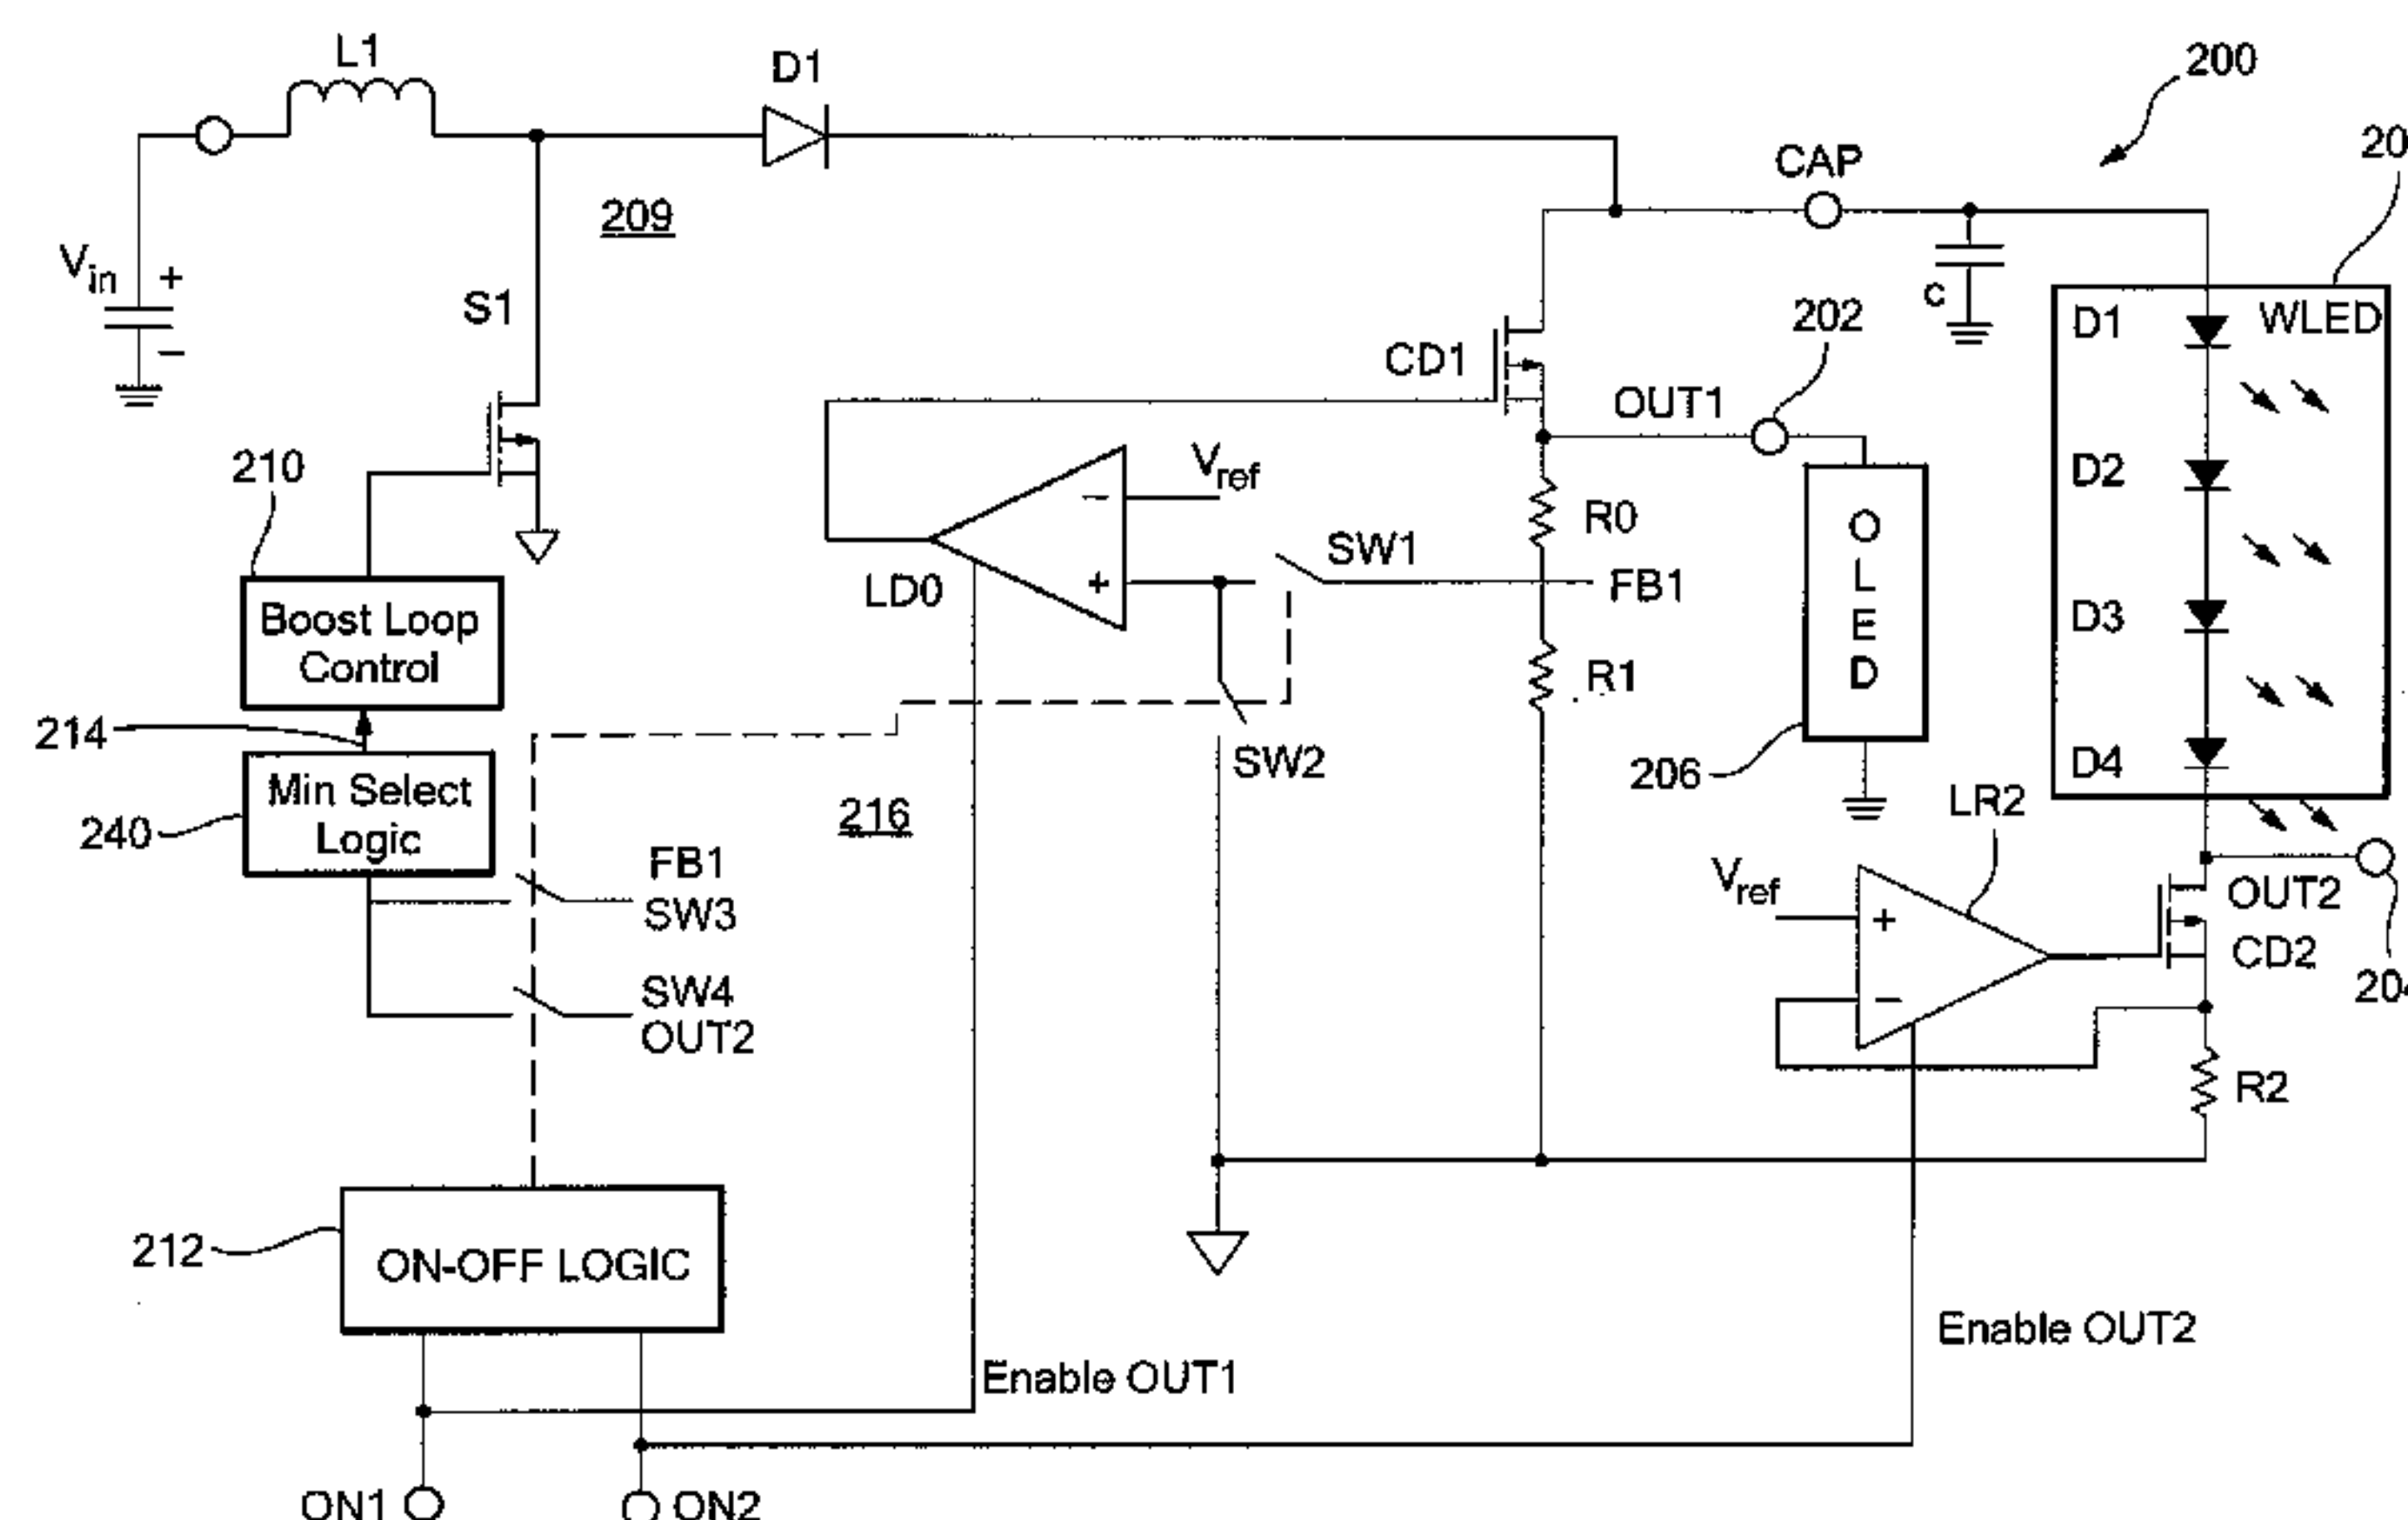 L1
D1
200
20
CAP
209
Vin
+
−
S1
C
202
D1
WLED
CD1
OUT1
210
Vref
−
D2
R0
O
L
E
D
SW1
LD0
+
FB1
Boost Loop
Control
D3
R1
214
SW2
D4
206
Min Select
Logic
240
216
LR2
FB1
SW3
Vref
+
OUT2
CD2
SW4
OUT2
−
204
R2
212
ON-OFF LOGIC
Enable OUT2
Enable OUT1
ON1
ON2